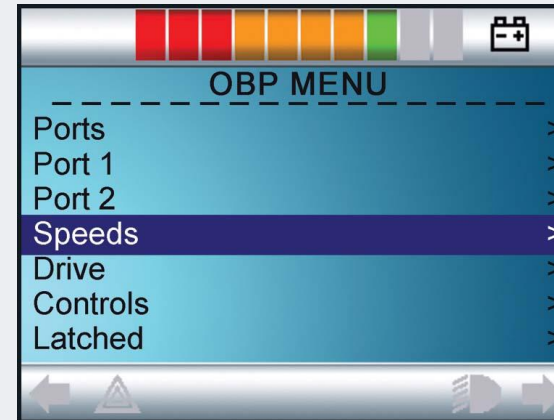 OBP MENU
Ports >
Port 1 >
Port 2 >
Speeds >
Drive >
Controls >
Latched >